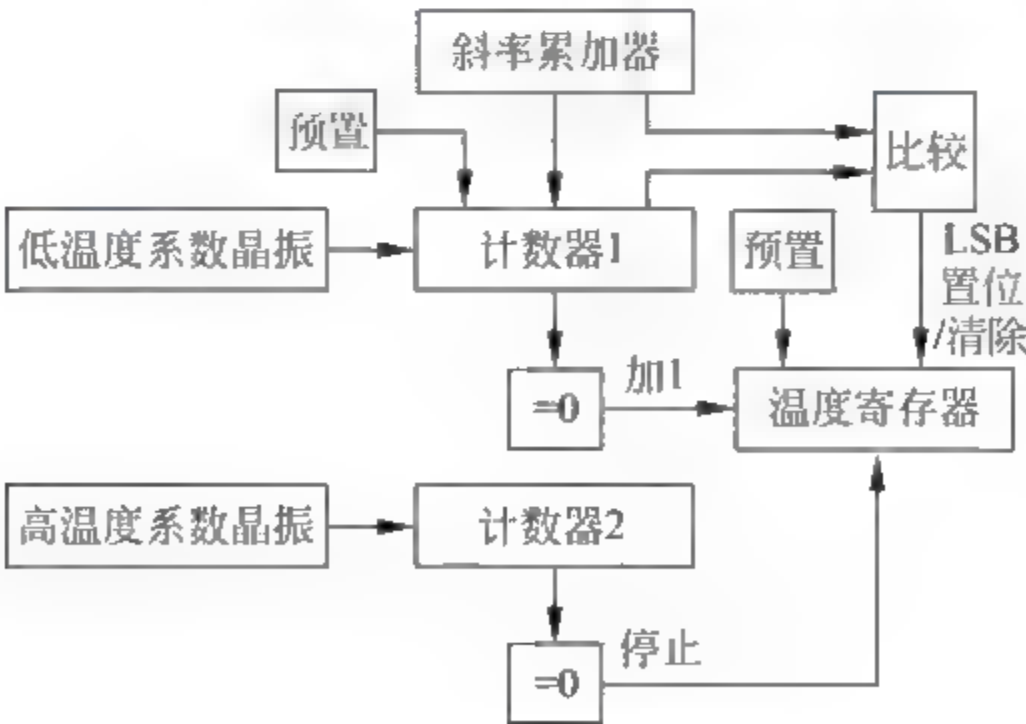 斜率累加器
预置
比较
低温度系数晶振
计数器1
预置
LSB
置位
/清除
=0
加1
温度寄存器
高温度系数晶振
计数器2
=0
停止